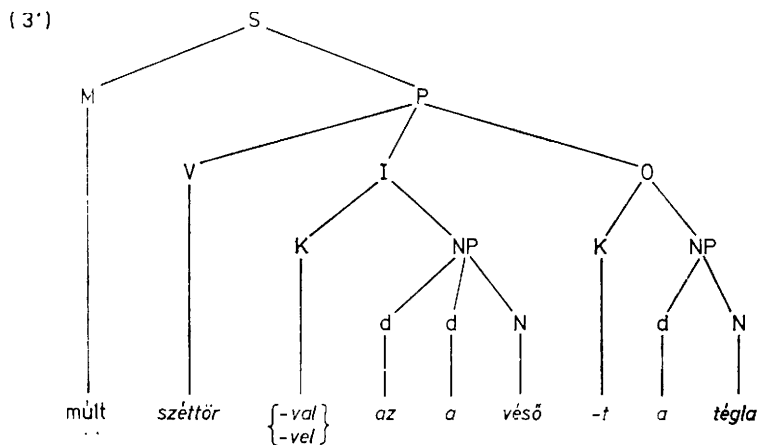 (3')
S
M P
V I O
K NP K NP
d d N d N
múlt széttör {-val -vel} az a véső -t a tégla